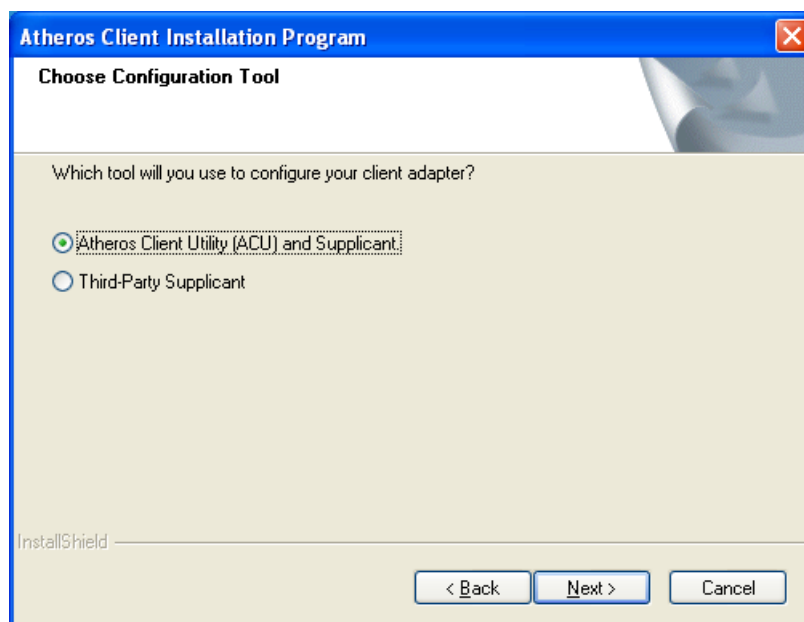 Atheros Client Installation Program
Choose Configuration Tool
Which tool will you use to configure your client adapter?
Atheros Client Utility (ACU) and Supplicant.
Third-Party Supplicant
InstallShield
< Back
Next >
Cancel